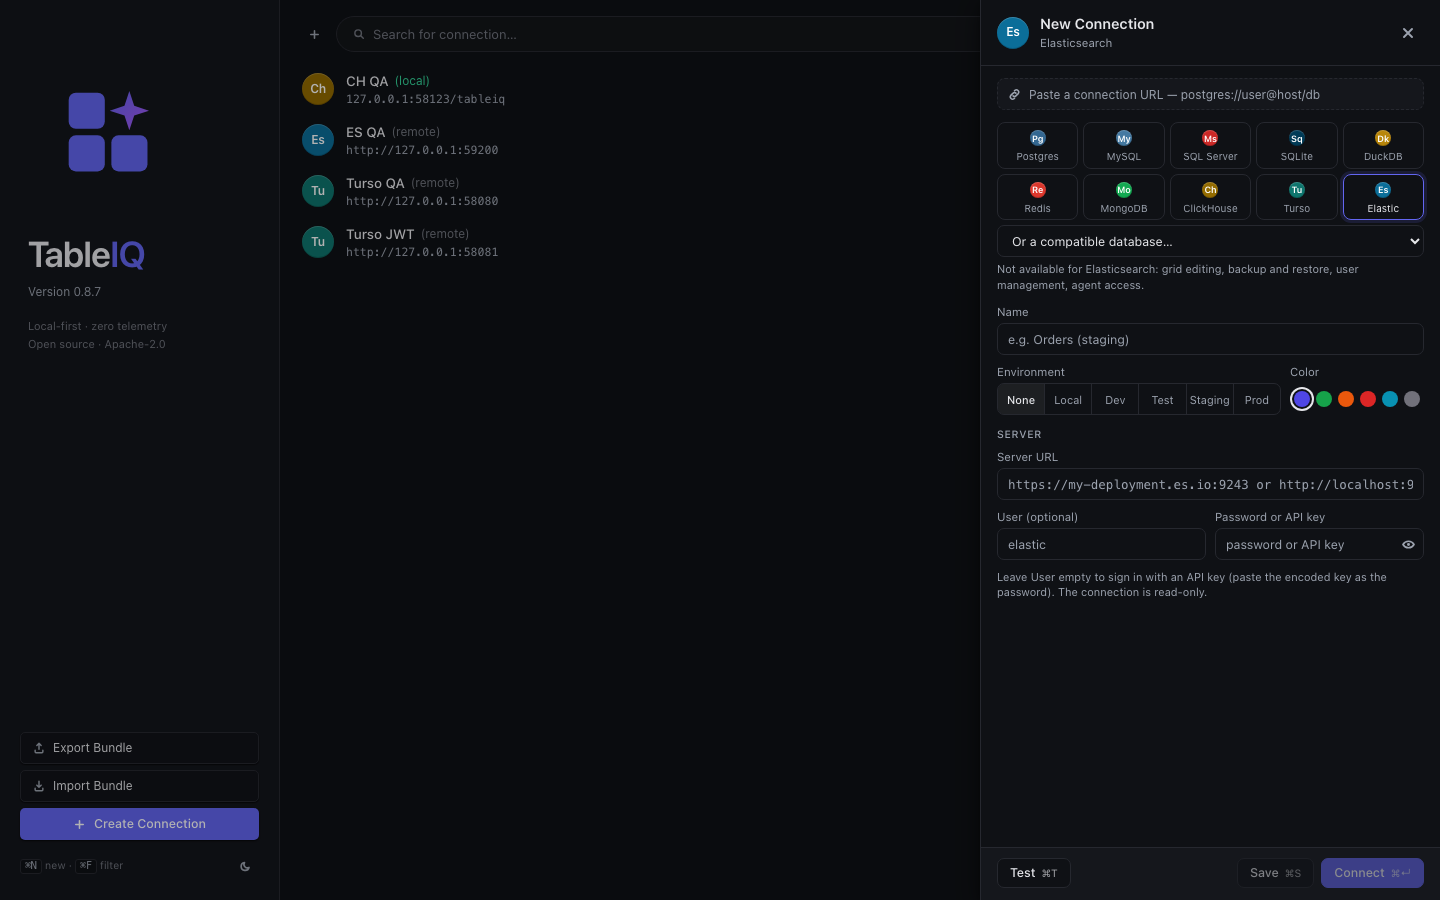 TableIQ
Version 0.8.7
Local-first · zero telemetry
Open source · Apache-2.0
Export Bundle
Import Bundle
+ Create Connection
⌘N new · ⌘F filter
+
Search for connection...
Ch
CH QA (local)
127.0.0.1:58123/tableiq
Es
ES QA (remote)
http://127.0.0.1:59200
Tu
Turso QA (remote)
http://127.0.0.1:58080
Tu
Turso JWT (remote)
http://127.0.0.1:58081
Es
New Connection
Elasticsearch
Paste a connection URL — postgres://user@host/db
Pg My Ms Sq Dk
Postgres MySQL SQL Server SQLite DuckDB
Re Mo Ch Tu Es
Redis MongoDB ClickHouse Turso Elastic
Or a compatible database...
Not available for Elasticsearch: grid editing, backup and restore, user
management, agent access.
Name
e.g. Orders (staging)
Environment Color
None Local Dev Test Staging Prod
SERVER
Server URL
https://my-deployment.es.io:9243 or http://localhost:9
User (optional) Password or API key
elastic password or API key
Leave User empty to sign in with an API key (paste the encoded key as the
password). The connection is read-only.
Test ⌘T Save ⌘S Connect ⌘↵